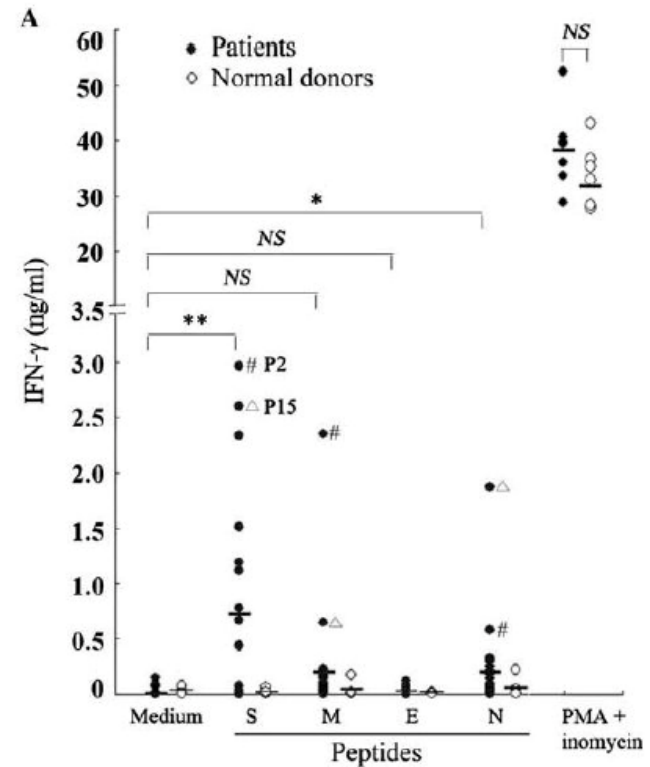 A
● Patients
○ Normal donors
NS
*
NS
NS
**
# P2
△ P15
#
△
△
#
60
50
40
30
20
3.5
3.0
2.5
2.0
1.5
1.0
0.5
0
IFN-γ (ng/ml)
Medium S M E N PMA +
inomycin
Peptides